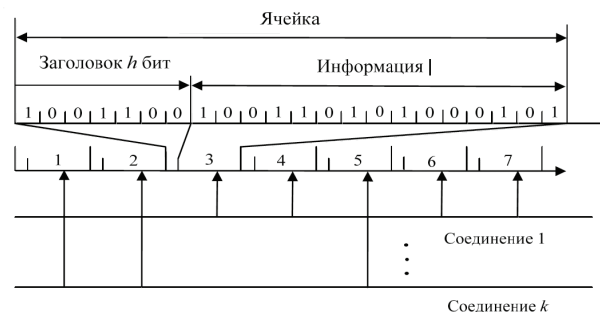 Ячейка
Заголовок h бит Информация l
1 0 0 1 1 0 0 1 0 0 1 1 0 1 0 1 0 0 0 1 0 1
1 2 3 4 5 6 7
Соединение 1
Соединение k